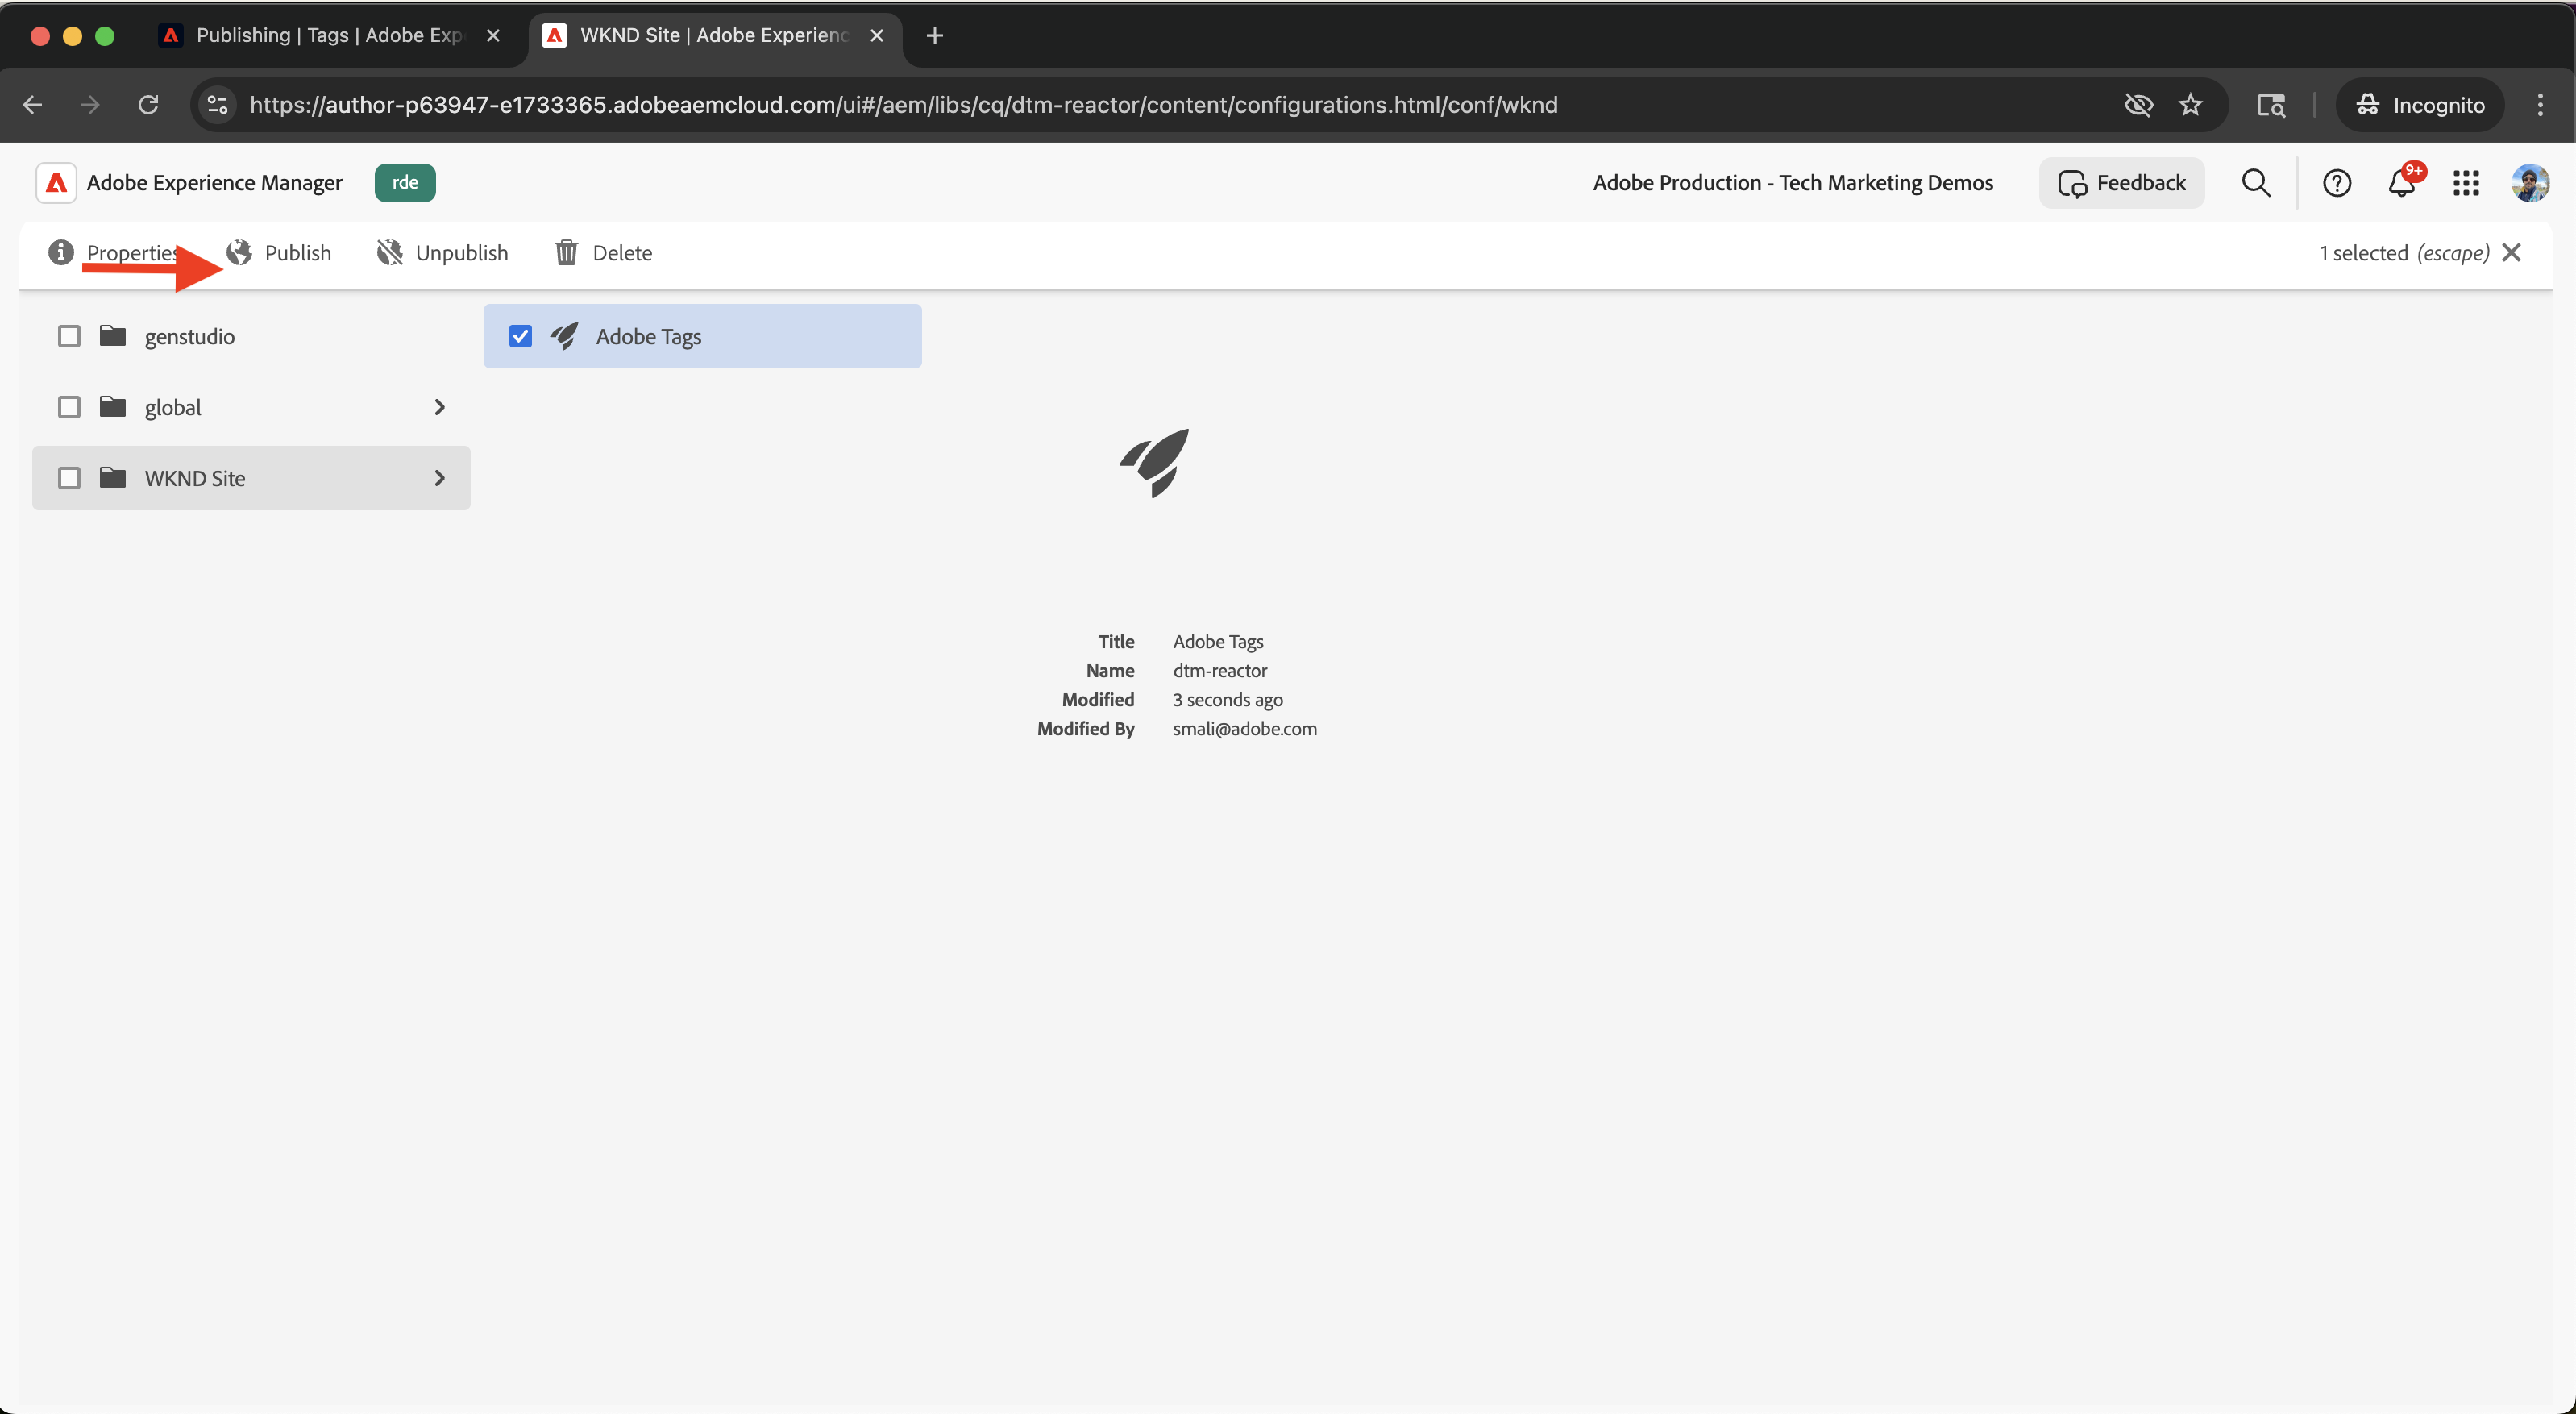 Publishing | Tags | Adobe Exp
WKND Site | Adobe Experienc
https://author-p63947-e1733365.adobeaemcloud.com/ui#/aem/libs/cq/dtm-reactor/content/configurations.html/conf/wknd
Incognito
Adobe Experience Manager
rde
Adobe Production - Tech Marketing Demos
Feedback
9+
Properties
Publish
Unpublish
Delete
1 selected (escape)
genstudio
Adobe Tags
global
WKND Site
Title Adobe Tags
Name dtm-reactor
Modified 3 seconds ago
Modified By smali@adobe.com